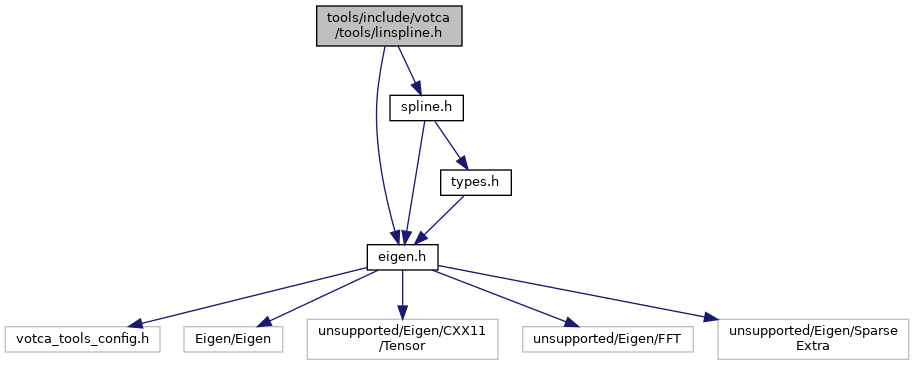 tools/include/votca
/tools/linspline.h
spline.h
types.h
eigen.h
votca_tools_config.h
Eigen/Eigen
unsupported/Eigen/CXX11
/Tensor
unsupported/Eigen/FFT
unsupported/Eigen/Sparse
Extra